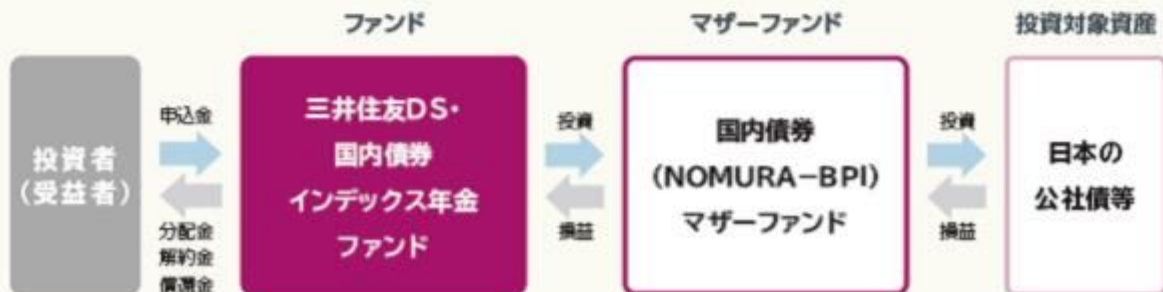 ファンド
マザーファンド
投資対象資産
投資者
(受益者)
申込金
分配金
解約金
償還金
三井住友DS・
国内債券
インデックス年金
ファンド
投資
損益
国内債券
(NOMURA-BPI)
マザーファンド
投資
損益
日本の
公社債等